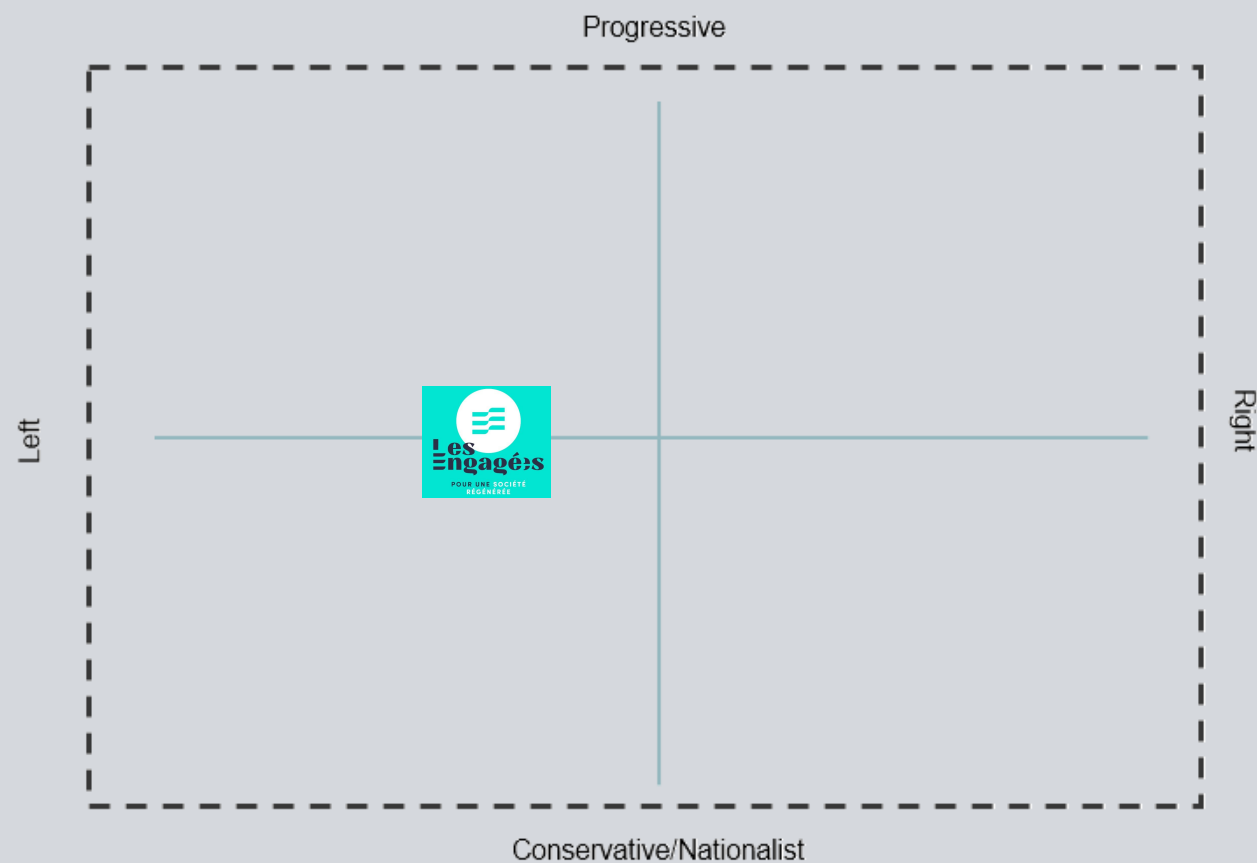 Progressive
Left
Right
Les
Engagé·es
POUR UNE SOCIÉTÉ
RÉGÉNÉRÉE
Conservative/Nationalist